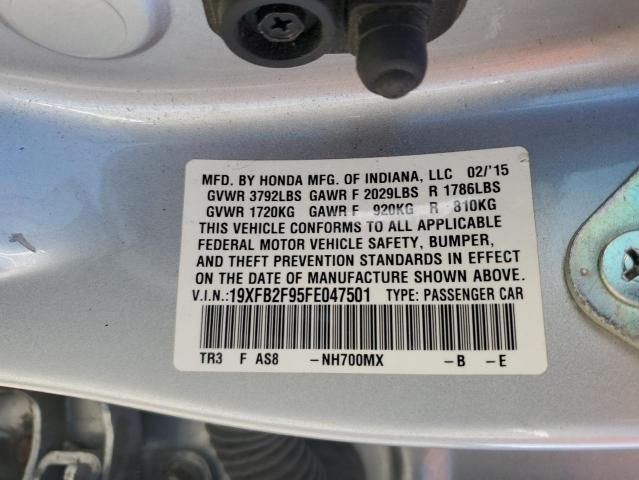 MFD. BY HONDA MFG. OF INDIANA, LLC 02/'15
GVWR 3792LBS GAWR F 2029LBS R 1786LBS
GVWR 1720KG GAWR F 920KG R 810KG
THIS VEHICLE CONFORMS TO ALL APPLICABLE
FEDERAL MOTOR VEHICLE SAFETY, BUMPER,
AND THEFT PREVENTION STANDARDS IN EFFECT
ON THE DATE OF MANUFACTURE SHOWN ABOVE.
V.I.N.:19XFB2F95FE047501 TYPE: PASSENGER CAR
TR3 F AS8 -NH700MX -B -E